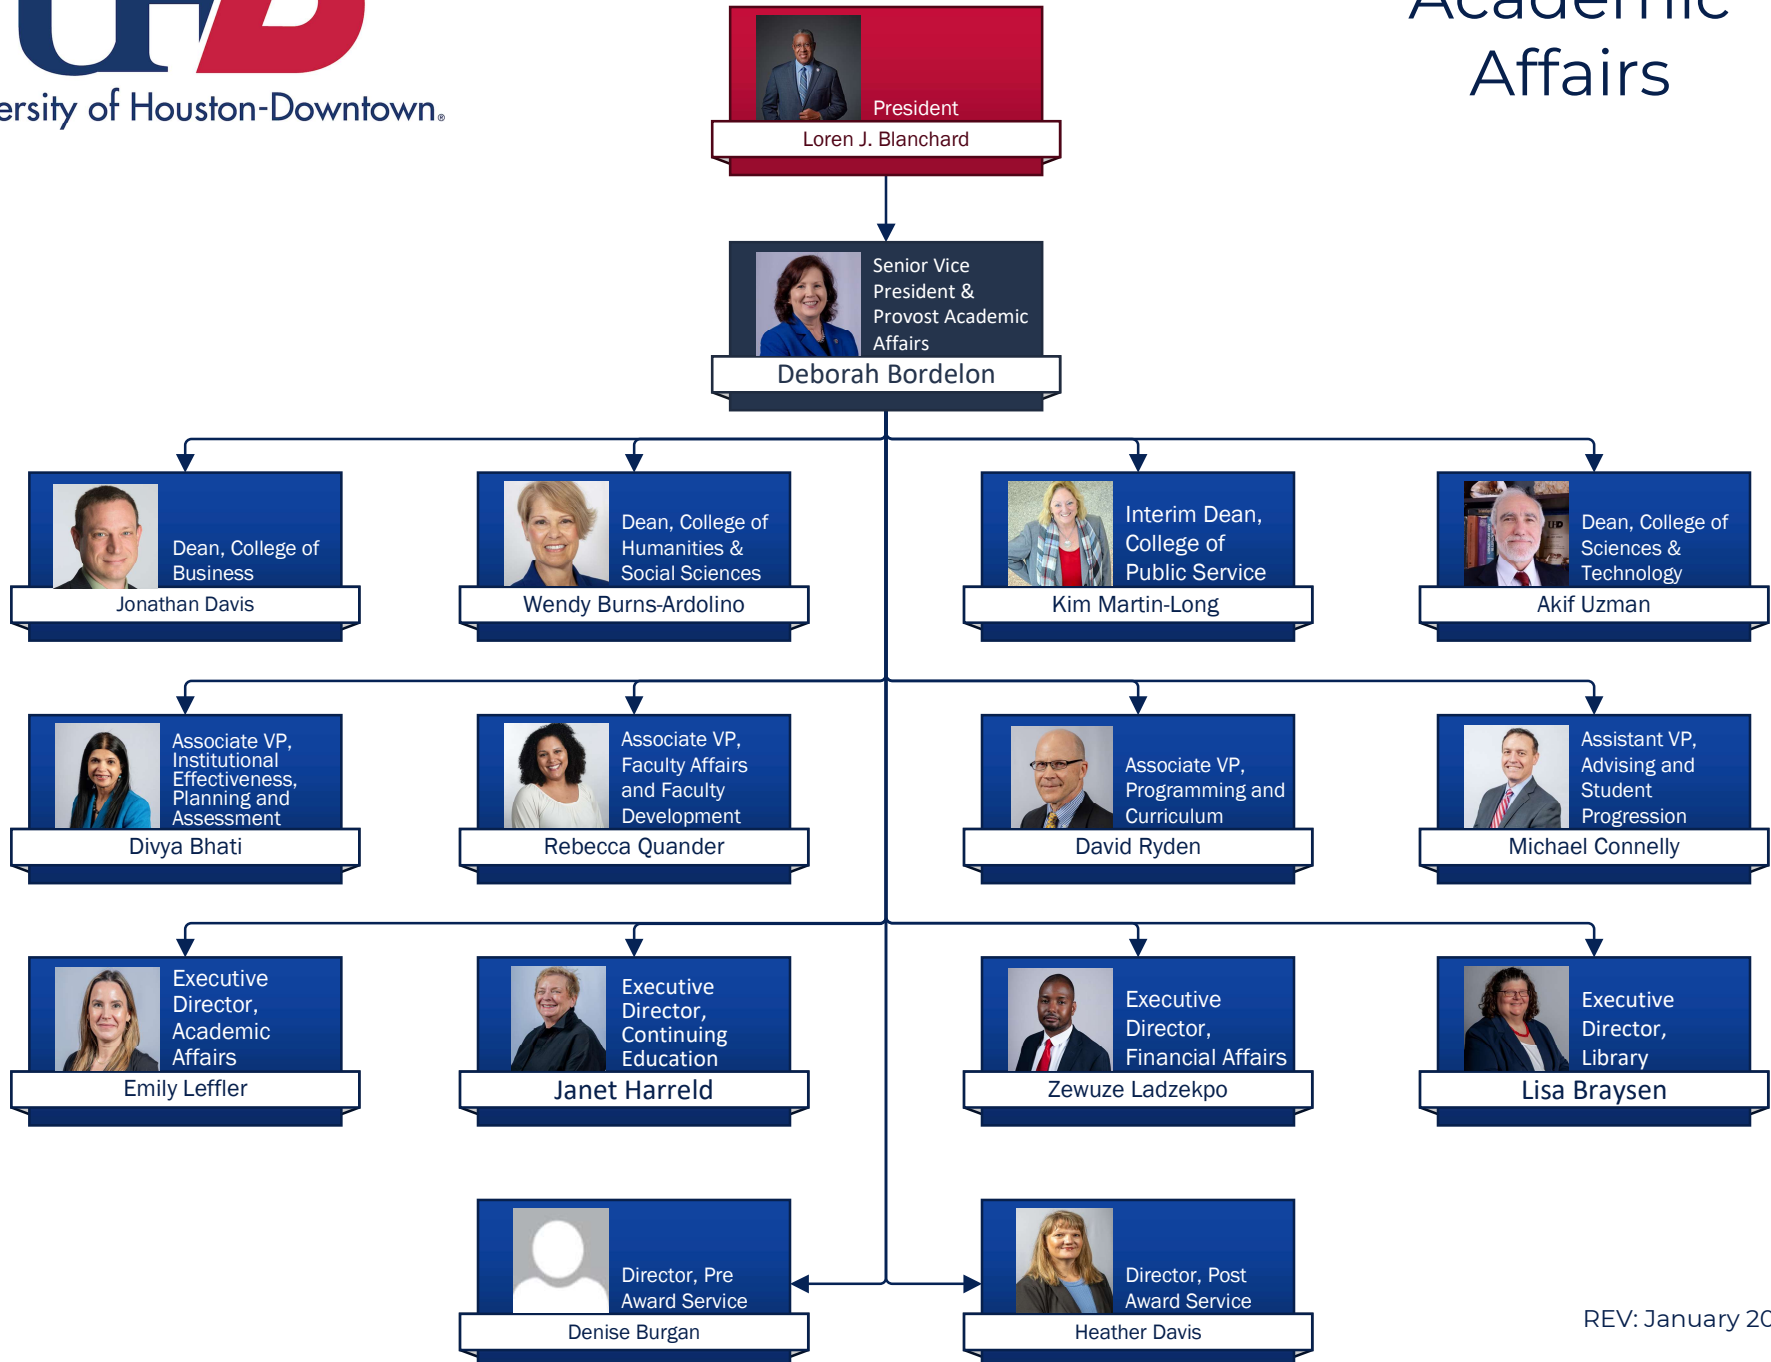 Academic
Affairs
University of Houston-Downtown®
President
Loren J. Blanchard
Senior Vice
President &
Provost Academic
Affairs
Deborah Bordelon
Dean, College of
Business
Jonathan Davis
Dean, College of
Humanities &
Social Sciences
Wendy Burns-Ardolino
Interim Dean,
College of
Public Service
Kim Martin-Long
Dean, College of
Sciences &
Technology
Akif Uzman
Associate VP,
Institutional
Effectiveness,
Planning and
Assessment
Divya Bhati
Associate VP,
Faculty Affairs
and Faculty
Development
Rebecca Quander
Associate VP,
Programming and
Curriculum
David Ryden
Assistant VP,
Advising and
Student
Progression
Michael Connelly
Executive
Director,
Academic
Affairs
Emily Leffler
Executive
Director,
Continuing
Education
Janet Harreld
Executive
Director,
Financial Affairs
Zewuze Ladzekpo
Executive
Director,
Library
Lisa Braysen
Director, Pre
Award Service
Denise Burgan
Director, Post
Award Service
Heather Davis
REV: January 20